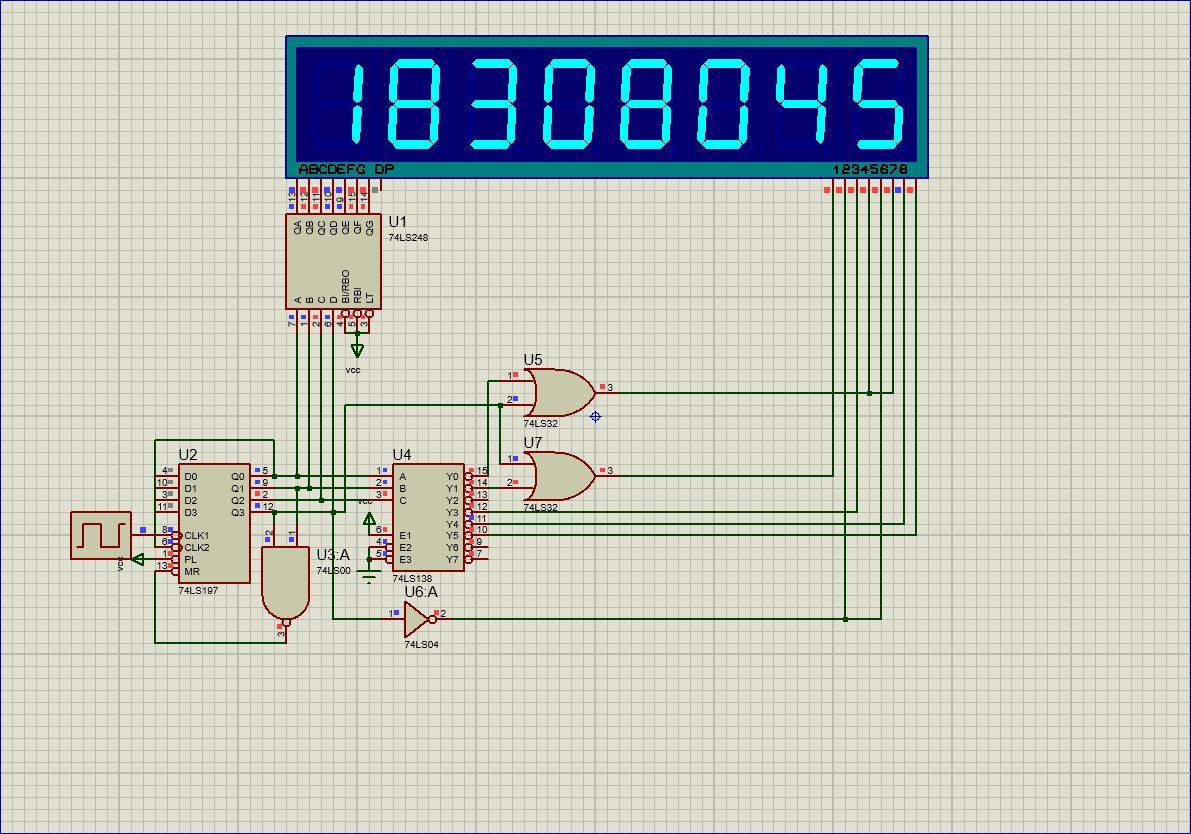 18308045
ABCDEFG DP
12345678
13 12 11 10 9 15 14
QA QB QC QD QE QF QG
U1
74LS248
A B C D BI/RBO RBI LT
7 1 2 6 4 5 3
vcc
U5
1
2
3
74LS32
U7
1
2
3
74LS32
U2
4 D0 Q0 5
10 D1 Q1 9
3 D2 Q2 2
11 D3 Q3 12
8 CLK1
6 CLK2
1 PL
13 MR
74LS197
vcc
U4
1 A Y0 15
2 B Y1 14
3 C Y2 13
Y3 12
Y4 11
6 E1 Y5 10
4 E2 Y6 9
5 E3 Y7 7
74LS138
vcc
2 1
U3:A
74LS00
3
U6:A
1 2
74LS04